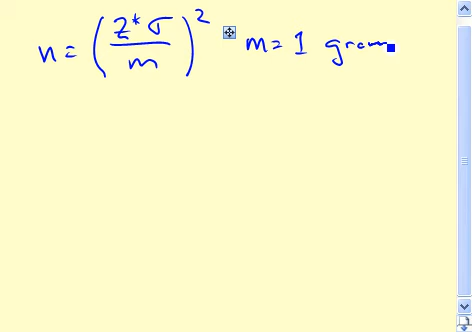 n = (z* σ / m)² m = 1 gram